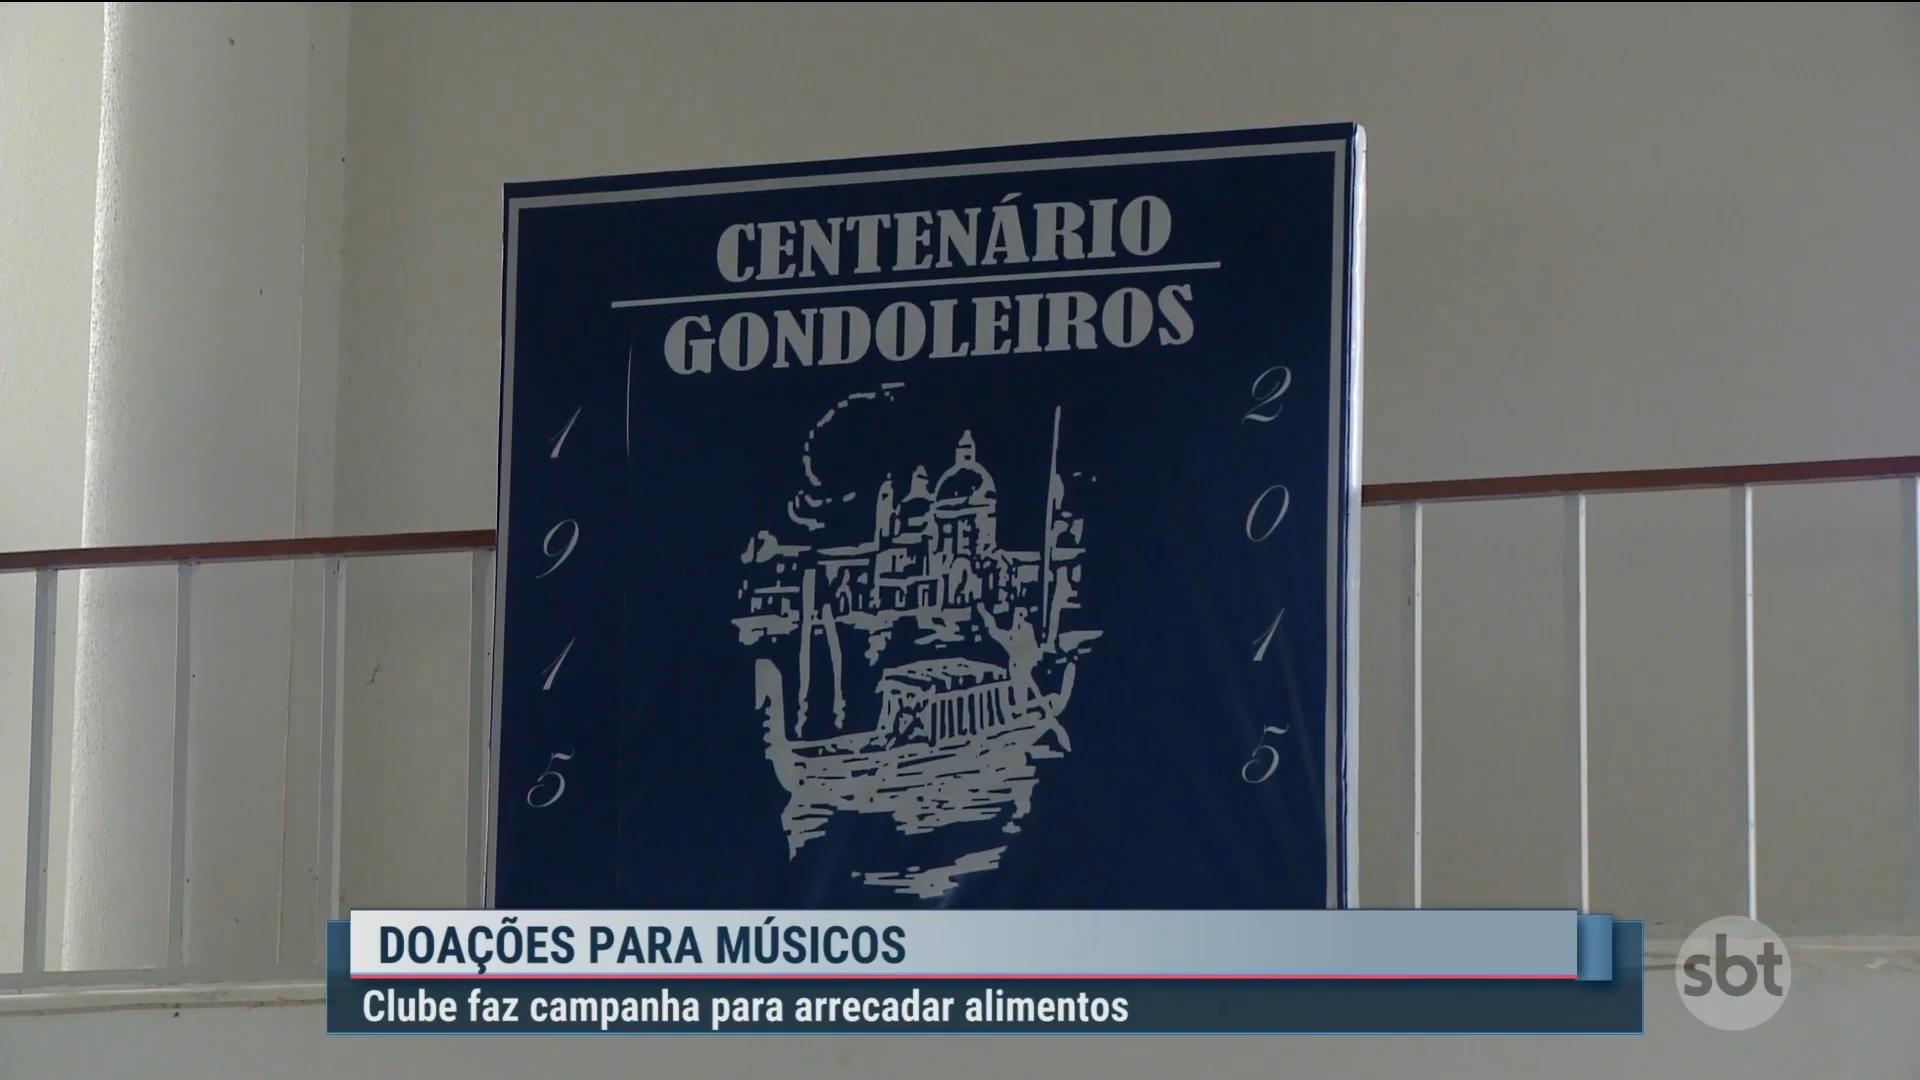 CENTENÁRIO
GONDOLEIROS
1915
2015
DOAÇÕES PARA MÚSICOS
Clube faz campanha para arrecadar alimentos
sbt